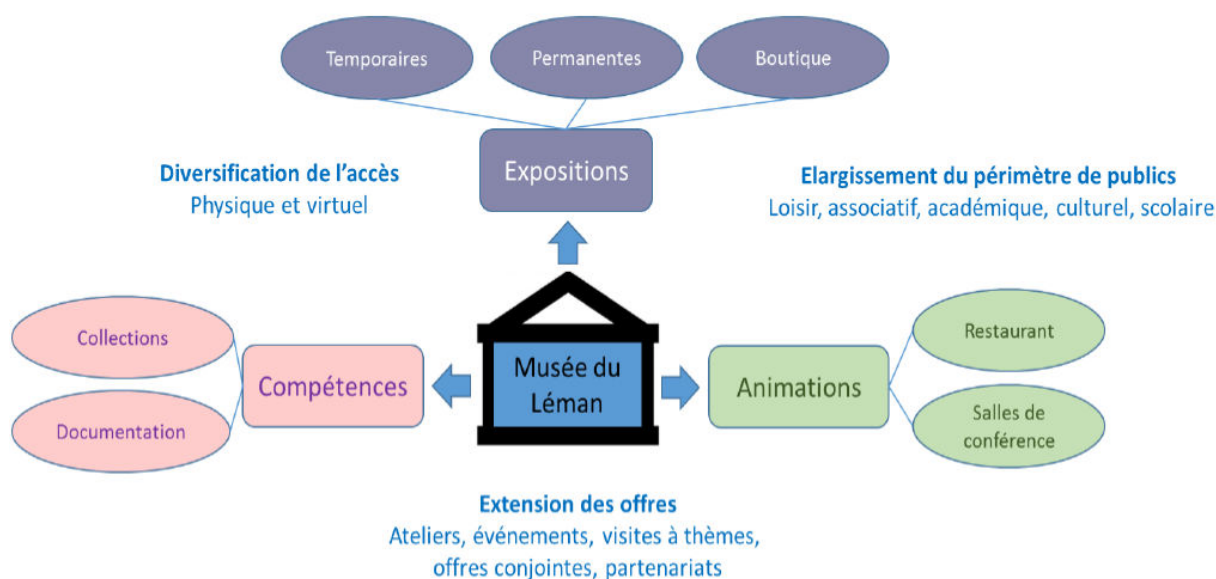 Temporaires
Permanentes
Boutique
Expositions
Diversification de l'accès
Physique et virtuel
Elargissement du périmètre de publics
Loisir, associatif, académique, culturel, scolaire
Collections
Documentation
Compétences
Musée du
Léman
Animations
Restaurant
Salles de
conférence
Extension des offres
Ateliers, événements, visites à thèmes,
offres conjointes, partenariats